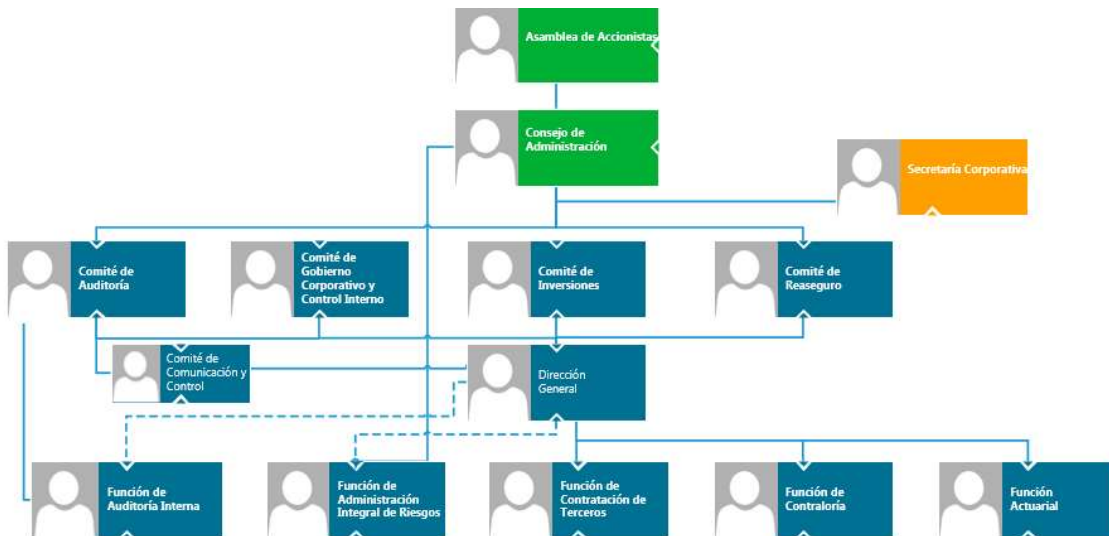 Asamblea de Accionistas
Consejo de
Administración
Secretaría Corporativa
Comité de
Auditoría
Comité de
Gobierno
Corporativo y
Control Interno
Comité de
Inversiones
Comité de
Reaseguro
Comité de
Comunicación y
Control
Dirección
General
Función de
Auditoría Interna
Función de
Administración
Integral de Riesgos
Función de
Contratación de
Terceros
Función de
Contraloría
Función
Actuarial